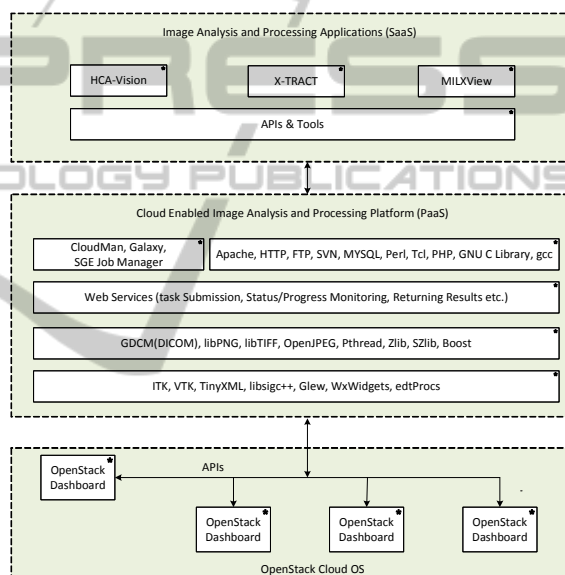 Image Analysis and Processing Applications (SaaS)
HCA-Vision
X-TRACT
MILXView
APIs & Tools
Cloud Enabled Image Analysis and Processing Platform (PaaS)
CloudMan, Galaxy,
SGE Job Manager
Apache, HTTP, FTP, SVN, MYSQL, Perl, Tcl, PHP, GNU C Library, gcc
Web Services (task Submission, Status/Progress Monitoring, Returning Results etc.)
GDCM(DICOM), libPNG, libTIFF, OpenJPEG, Pthread, Zlib, SZlib, Boost
ITK, VTK, TinyXML, libsigc++, Glew, WxWidgets, edtProcs
OpenStack
Dashboard
APIs
OpenStack
Dashboard
OpenStack
Dashboard
OpenStack
Dashboard
OpenStack Cloud OS
PRESS
OLOGY PUBLICATIONS